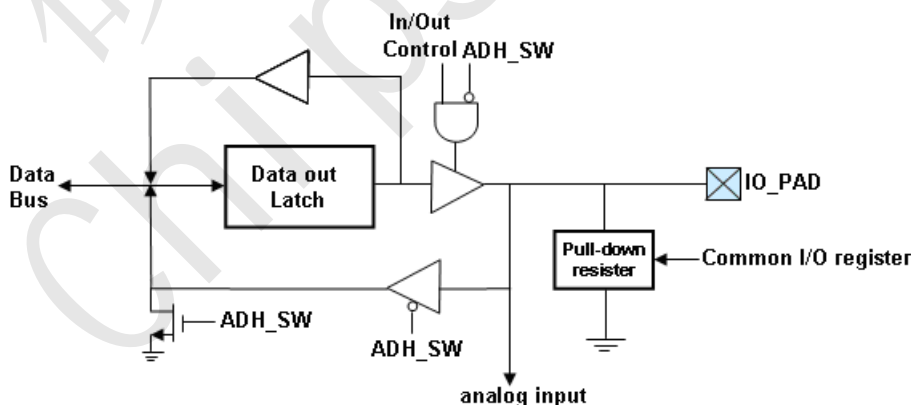 In/Out
Control ADH_SW
Data
Bus
Data out
Latch
IO_PAD
Pull-down
resister
Common I/O register
ADH_SW
ADH_SW
analog input
Chips